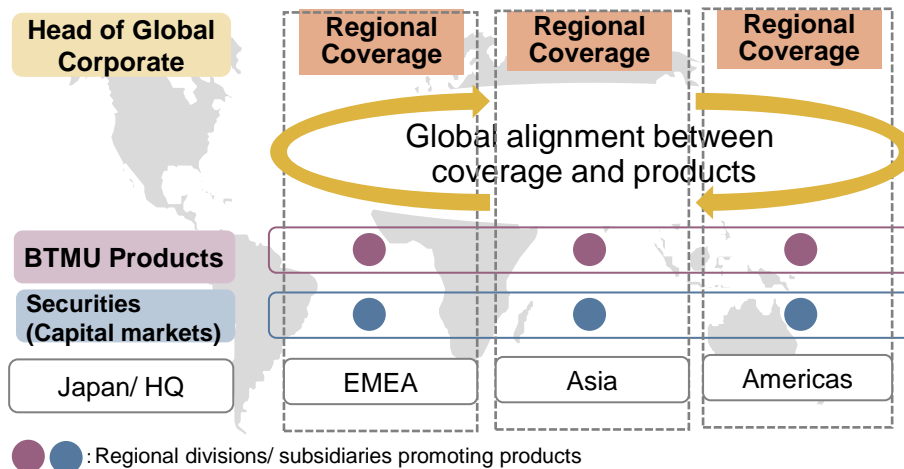 Head of Global
Corporate
Regional
Coverage
Regional
Coverage
Regional
Coverage
Global alignment between
coverage and products
BTMU Products
Securities
(Capital markets)
Japan/ HQ
EMEA
Asia
Americas
: Regional divisions/ subsidiaries promoting products